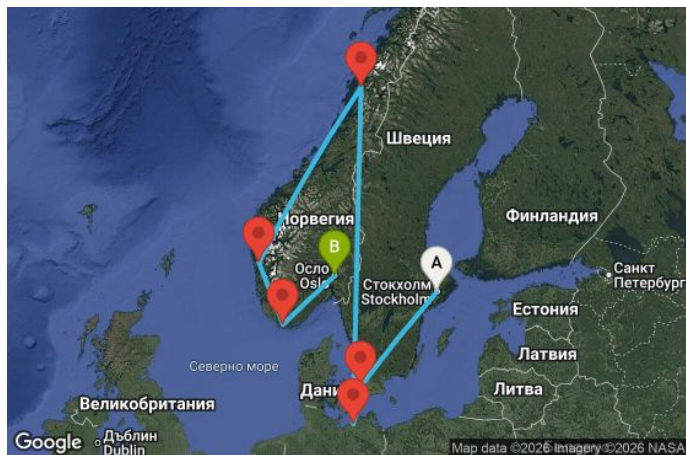 Швеция
Норвегия
Финландия
B
A
Осло
Oslo
Стокхолм
Stockholm
Санкт
Петербург
Естония
Северно море
Латвия
Дани
Литва
Великобритания
Дъблин
Dublin
Google
Map data ©2026 Imagery ©2026 NASA